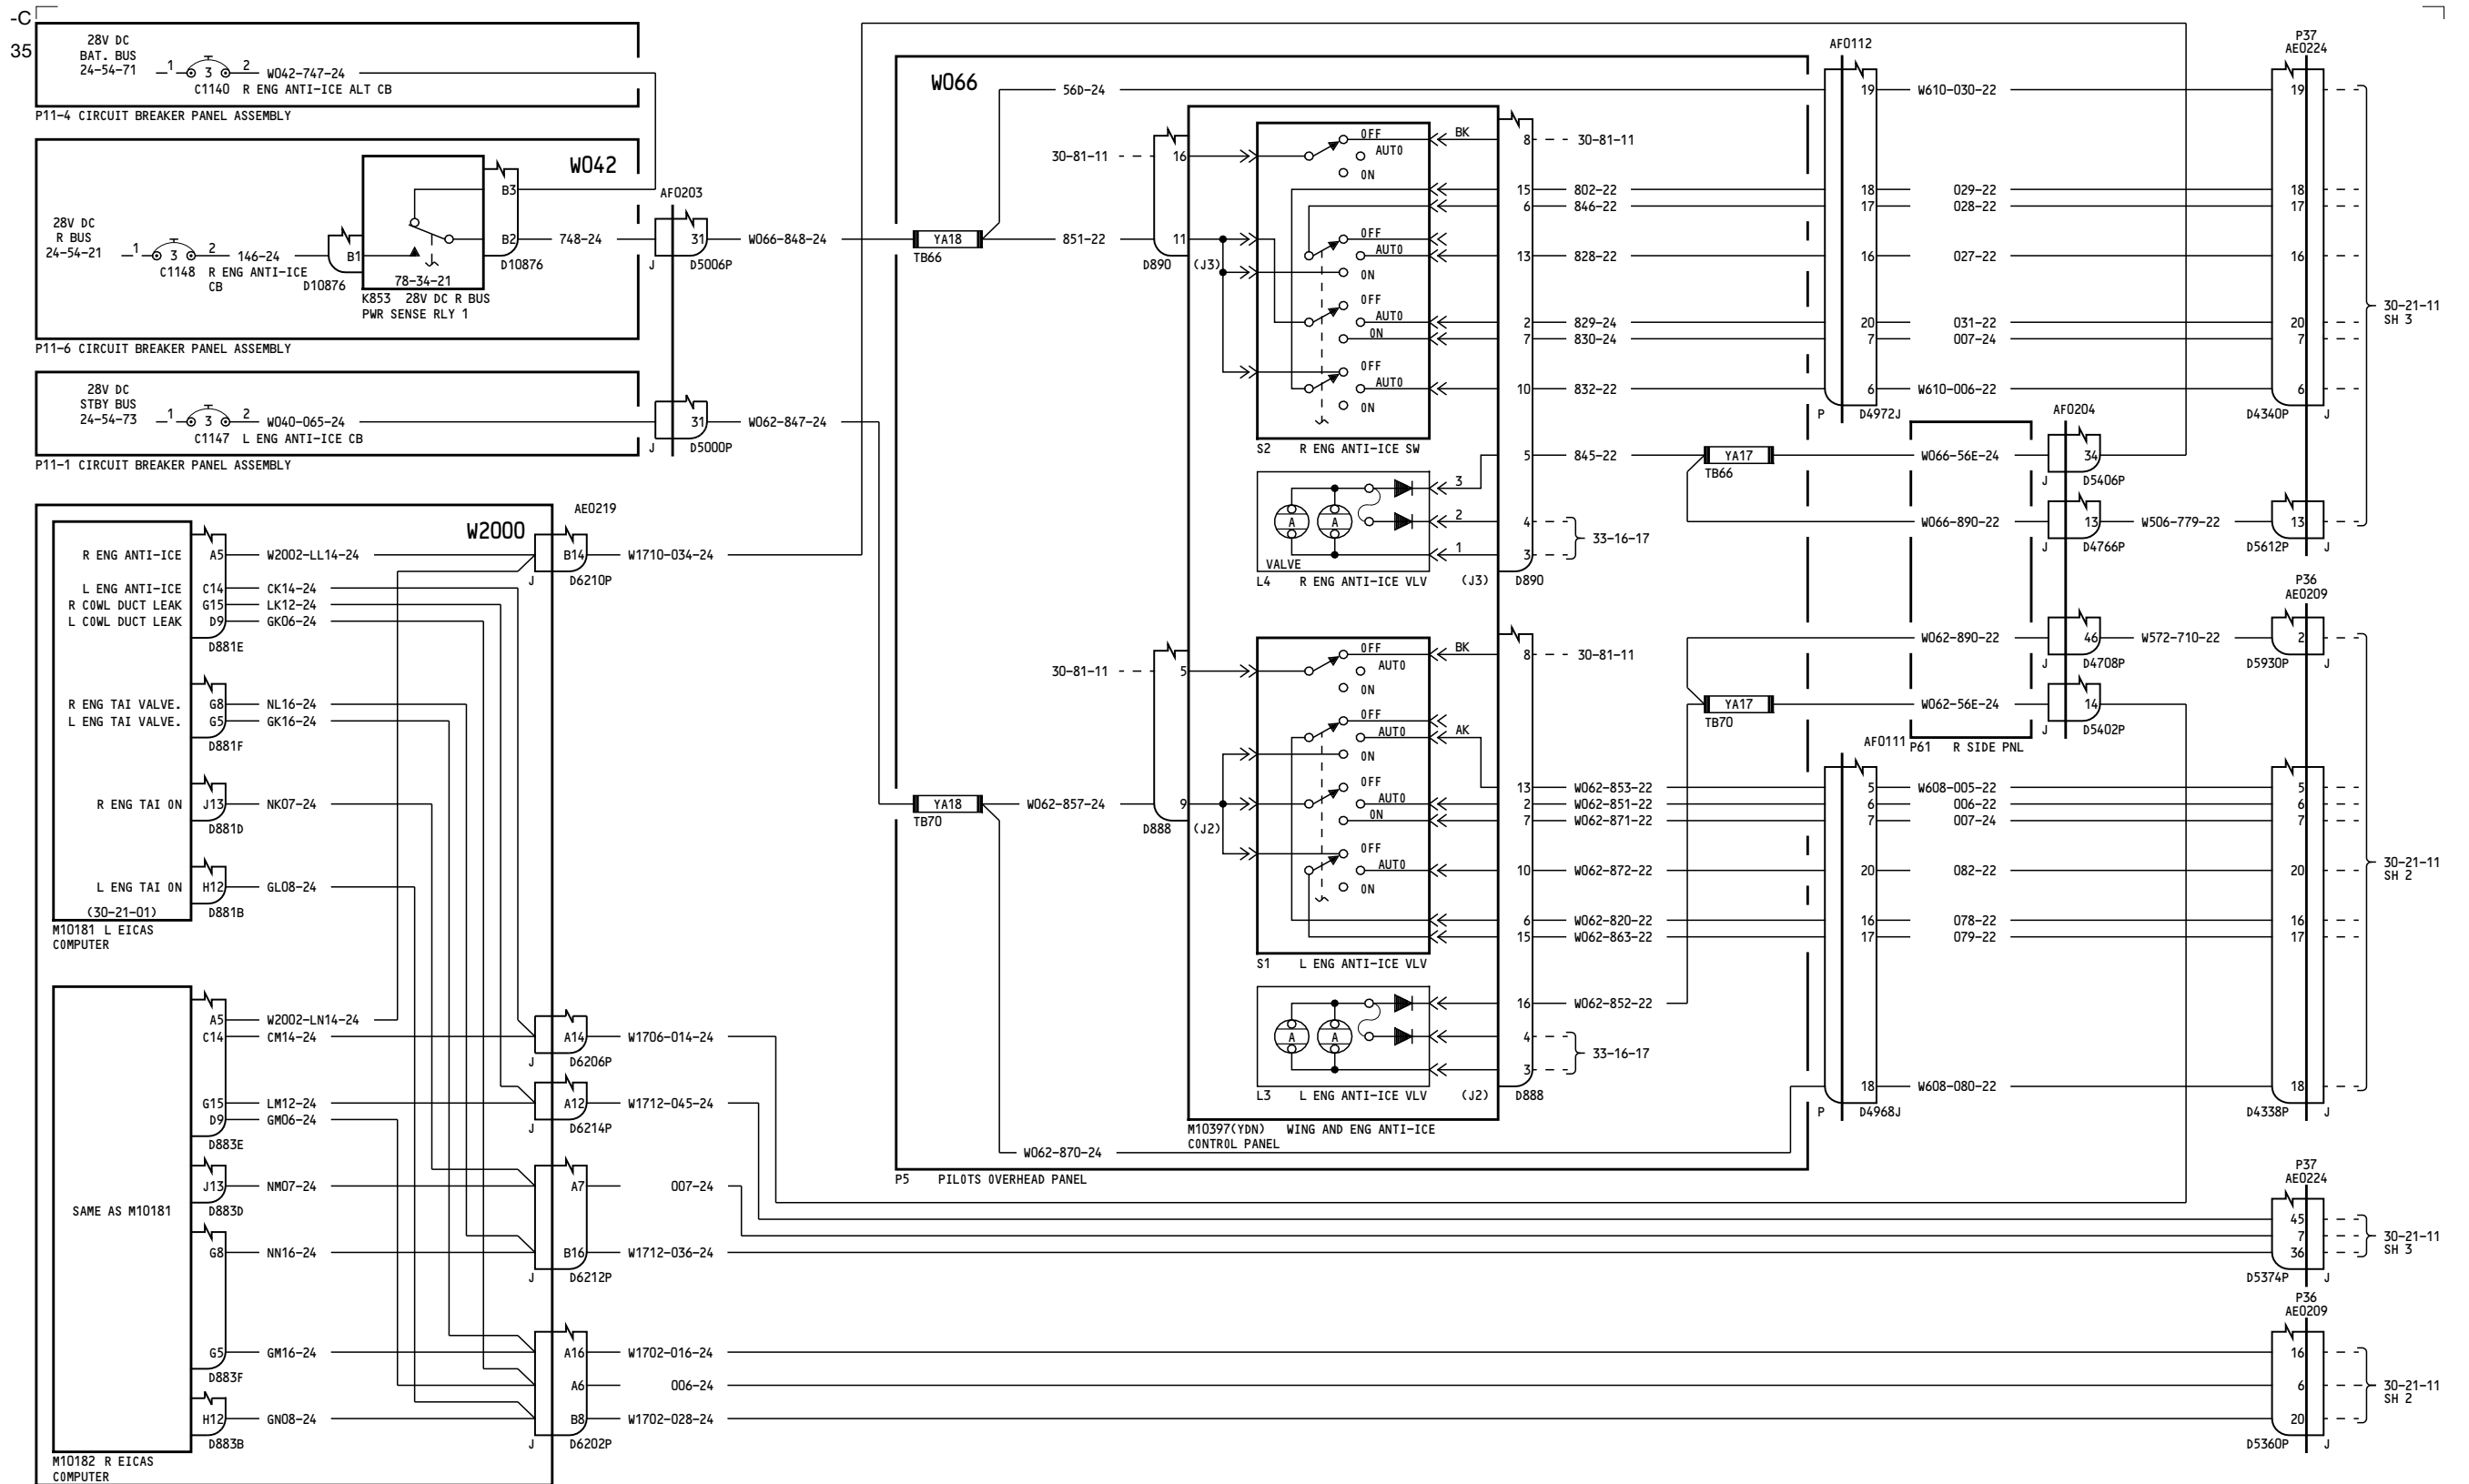 -C
35
28V DC
BAT. BUS
24-54-71
1
3
2
W042-747-24
C1140 R ENG ANTI-ICE ALT CB
P11-4 CIRCUIT BREAKER PANEL ASSEMBLY
W042
28V DC
R BUS
24-54-21
1
3
2
146-24
C1148 R ENG ANTI-ICE
CB
D10876
B1
B3
B2
78-34-21
K853 28V DC R BUS
PWR SENSE RLY 1
D10876
748-24
P11-6 CIRCUIT BREAKER PANEL ASSEMBLY
AF0203
31
J
D5006P
W066-848-24
28V DC
STBY BUS
24-54-73
1
3
2
W040-065-24
C1147 L ENG ANTI-ICE CB
P11-1 CIRCUIT BREAKER PANEL ASSEMBLY
31
J
D5000P
W062-847-24
W2000
AE0219
R ENG ANTI-ICE
A5
W2002-LL14-24
L ENG ANTI-ICE
C14
CK14-24
R COWL DUCT LEAK
G15
LK12-24
L COWL DUCT LEAK
D9
GK06-24
D881E
R ENG TAI VALVE.
G8
NL16-24
L ENG TAI VALVE.
G5
GK16-24
D881F
R ENG TAI ON
J13
NK07-24
D881D
L ENG TAI ON
H12
GL08-24
(30-21-01)
D881B
M10181 L EICAS
COMPUTER
B14
J
D6210P
W1710-034-24
A5
W2002-LN14-24
C14
CM14-24
G15
LM12-24
D9
GM06-24
D883E
J13
NM07-24
D883D
SAME AS M10181
G8
NN16-24
G5
GM16-24
D883F
H12
GN08-24
D883B
M10182 R EICAS
COMPUTER
A14
J
D6206P
W1706-014-24
A12
J
D6214P
W1712-045-24
A7
007-24
B16
W1712-036-24
J
D6212P
A16
W1702-016-24
A6
006-24
B8
W1702-028-24
J
D6202P
W066
56D-24
YA18
TB66
851-22
30-81-11
16
11
D890
(J3)
OFF
AUTO
ON
BK
OFF
AUTO
ON
OFF
AUTO
ON
OFF
AUTO
ON
S2 R ENG ANTI-ICE SW
8
30-81-11
15
802-22
6
846-22
13
828-22
2
829-24
7
830-24
10
832-22
5
845-22
A
A
3
2
1
VALVE
L4 R ENG ANTI-ICE VLV
(J3)
4
3
33-16-17
D890
YA17
TB66
30-81-11
5
9
D888
(J2)
YA18
TB70
W062-857-24
OFF
AUTO
ON
BK
OFF
AUTO
ON
AK
OFF
AUTO
ON
OFF
AUTO
ON
S1 L ENG ANTI-ICE VLV
8
30-81-11
13
W062-853-22
2
W062-851-22
7
W062-871-22
10
W062-872-22
6
W062-820-22
15
W062-863-22
16
W062-852-22
A
A
L3 L ENG ANTI-ICE VLV
(J2)
4
3
33-16-17
D888
YA17
TB70
M10397(YDN) WING AND ENG ANTI-ICE
CONTROL PANEL
W062-870-24
P5 PILOTS OVERHEAD PANEL
AF0112
19
W610-030-22
18
029-22
17
028-22
16
027-22
20
031-22
7
007-24
6
W610-006-22
P
D4972J
P37
AE0224
19
18
17
16
20
7
6
D4340P
J
30-21-11
SH 3
AF0204
W066-56E-24
34
J
D5406P
W066-890-22
13
J
D4766P
W506-779-22
13
D5612P
J
W062-890-22
46
J
D4708P
W572-710-22
P36
AE0209
2
D5930P
J
W062-56E-24
14
J
D5402P
P61 R SIDE PNL
AF0111
5
W608-005-22
6
006-22
7
007-24
20
082-22
16
078-22
17
079-22
18
W608-080-22
P
D4968J
5
6
7
20
16
17
18
D4338P
J
30-21-11
SH 2
P37
AE0224
45
7
36
D5374P
J
30-21-11
SH 3
P36
AE0209
16
6
20
D5360P
J
30-21-11
SH 2